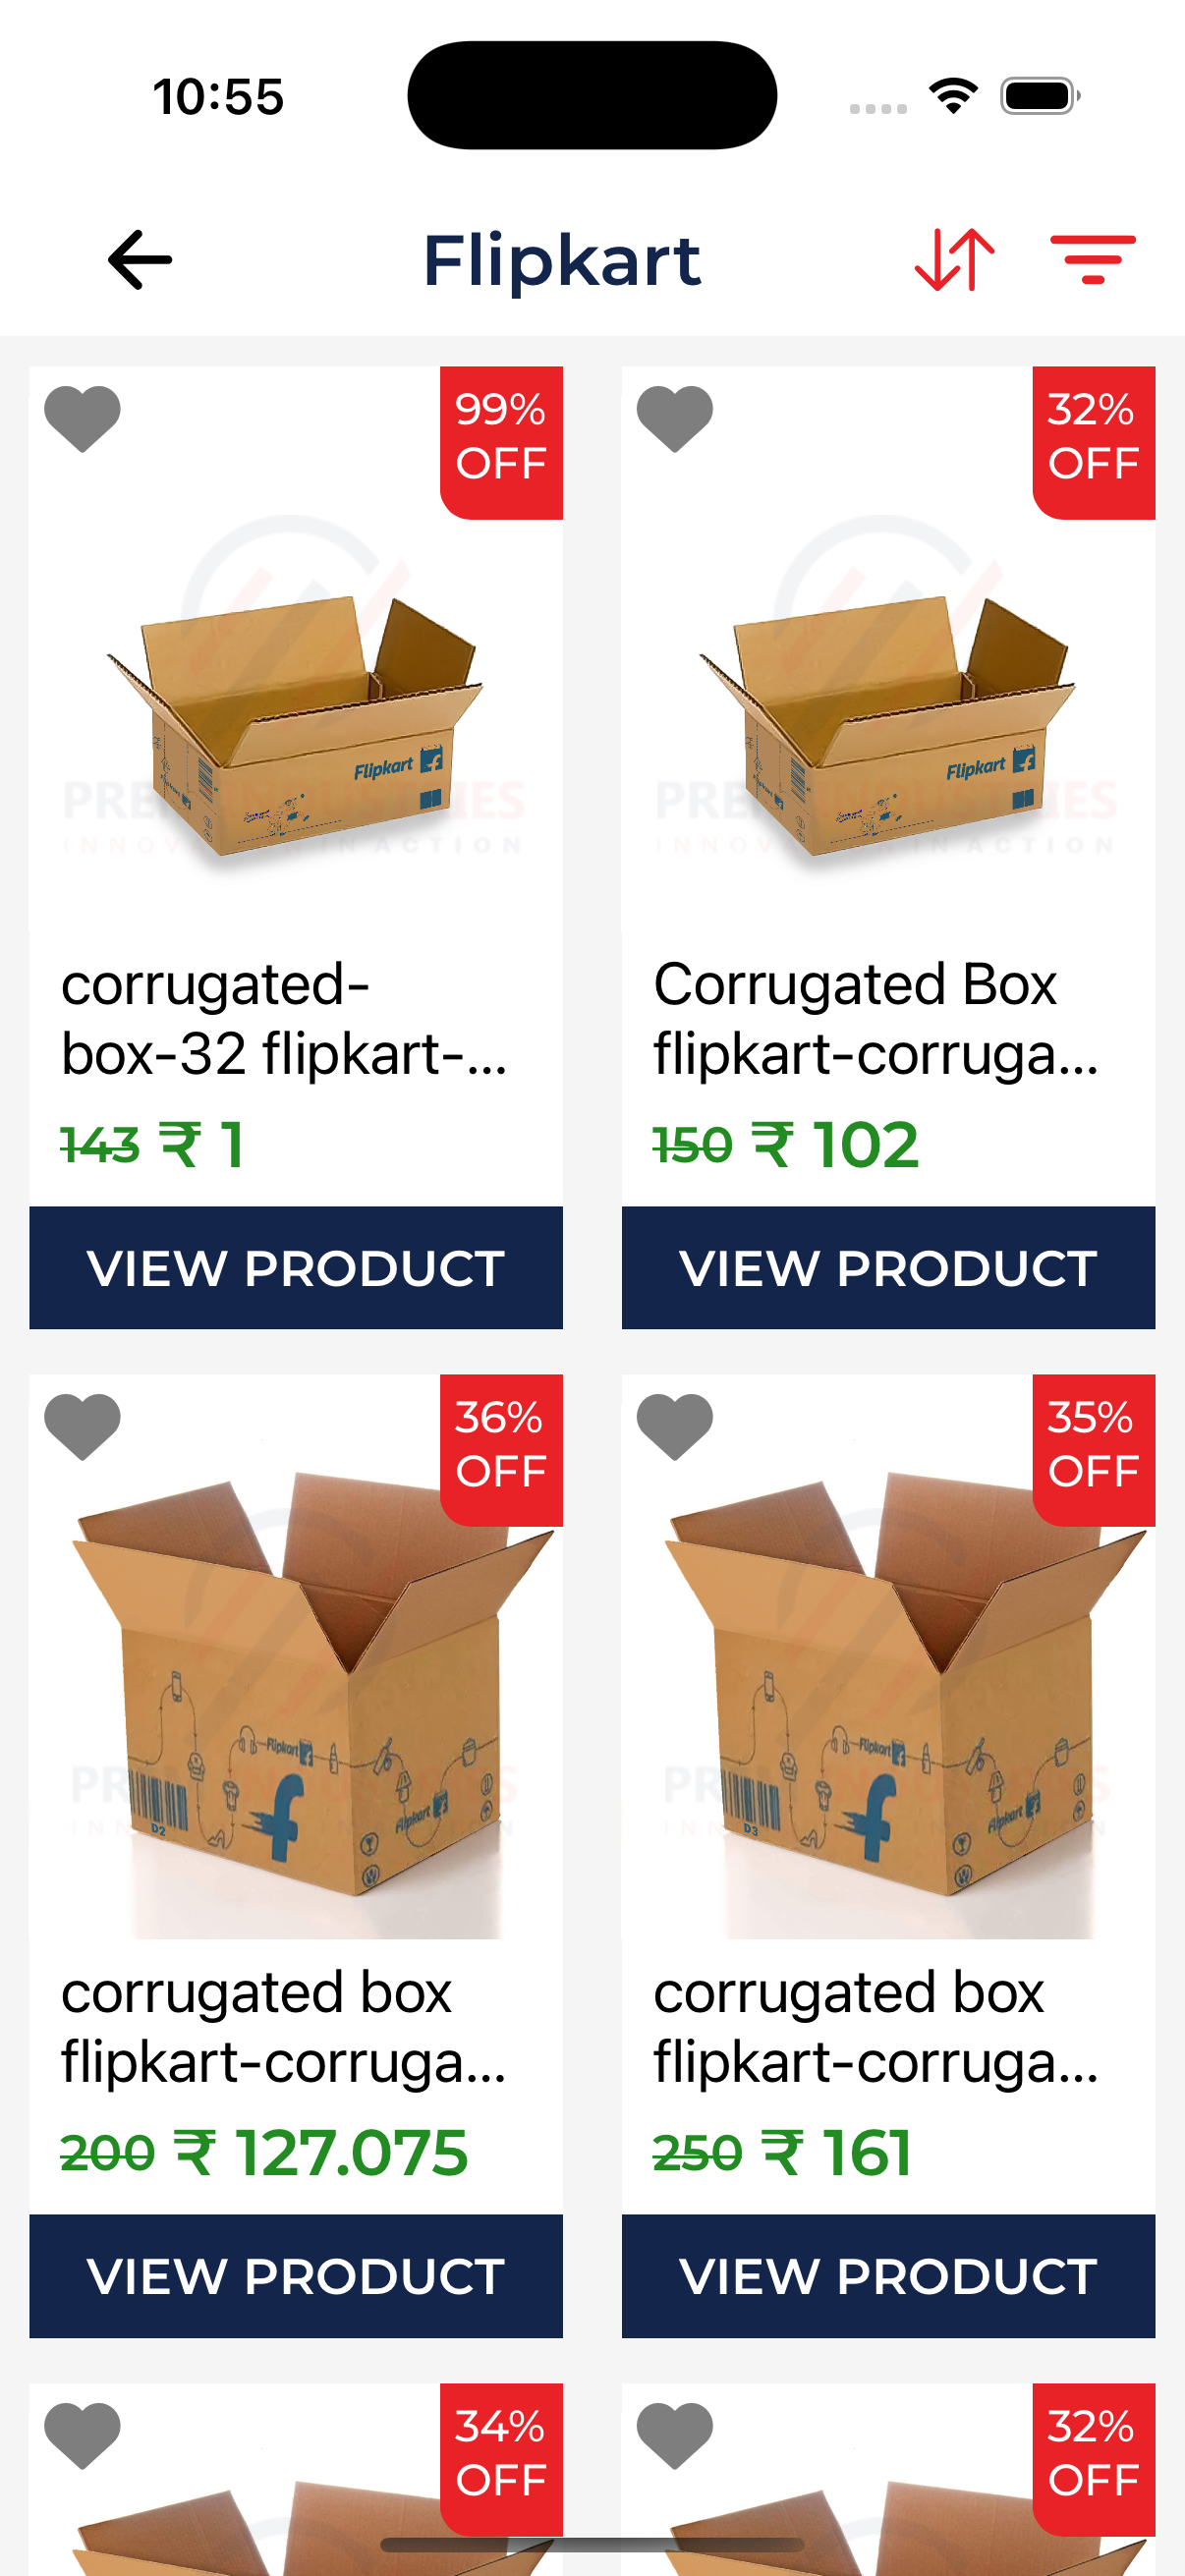 10:55
Flipkart
99%
OFF
32%
OFF
Flipkart
Flipkart
corrugated-
box-32 flipkart-...
Corrugated Box
flipkart-corruga...
143 ₹ 1
150 ₹ 102
VIEW PRODUCT
VIEW PRODUCT
36%
OFF
35%
OFF
Flipkart
Flipkart
D2
Flipkart
Flipkart
D3
corrugated box
flipkart-corruga...
corrugated box
flipkart-corruga...
200 ₹ 127.075
250 ₹ 161
VIEW PRODUCT
VIEW PRODUCT
34%
OFF
32%
OFF